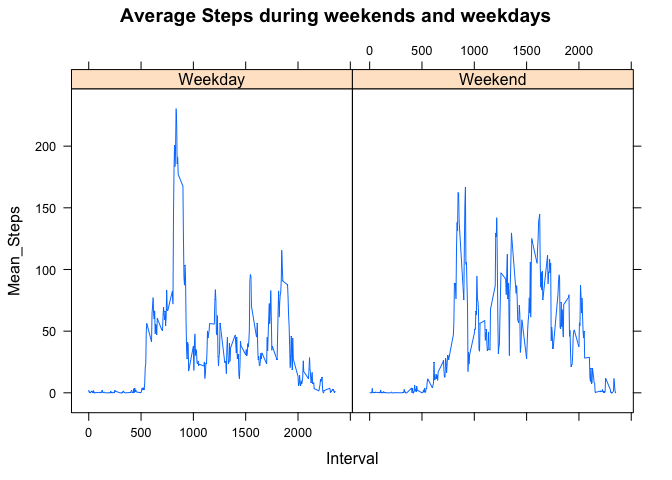 Average Steps during weekends and weekdays
0 500 1000 1500 2000
Weekday Weekend
200
150
100
50
0
Mean_Steps
0 500 1000 1500 2000
Interval